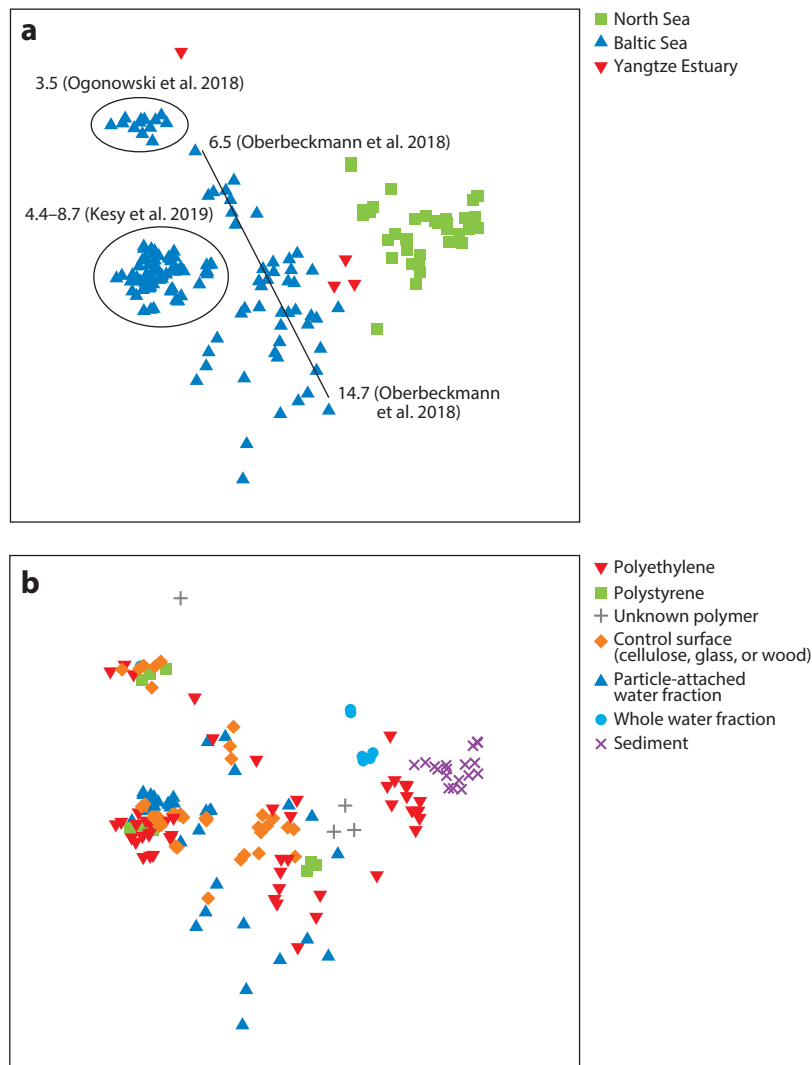 a
North Sea
Baltic Sea
Yangtze Estuary
3.5 (Ogonowski et al. 2018)
6.5 (Oberbeckmann et al. 2018)
4.4–8.7 (Kesy et al. 2019)
14.7 (Oberbeckmann
et al. 2018)
b
Polyethylene
Polystyrene
Unknown polymer
Control surface
(cellulose, glass, or wood)
Particle-attached
water fraction
Whole water fraction
Sediment